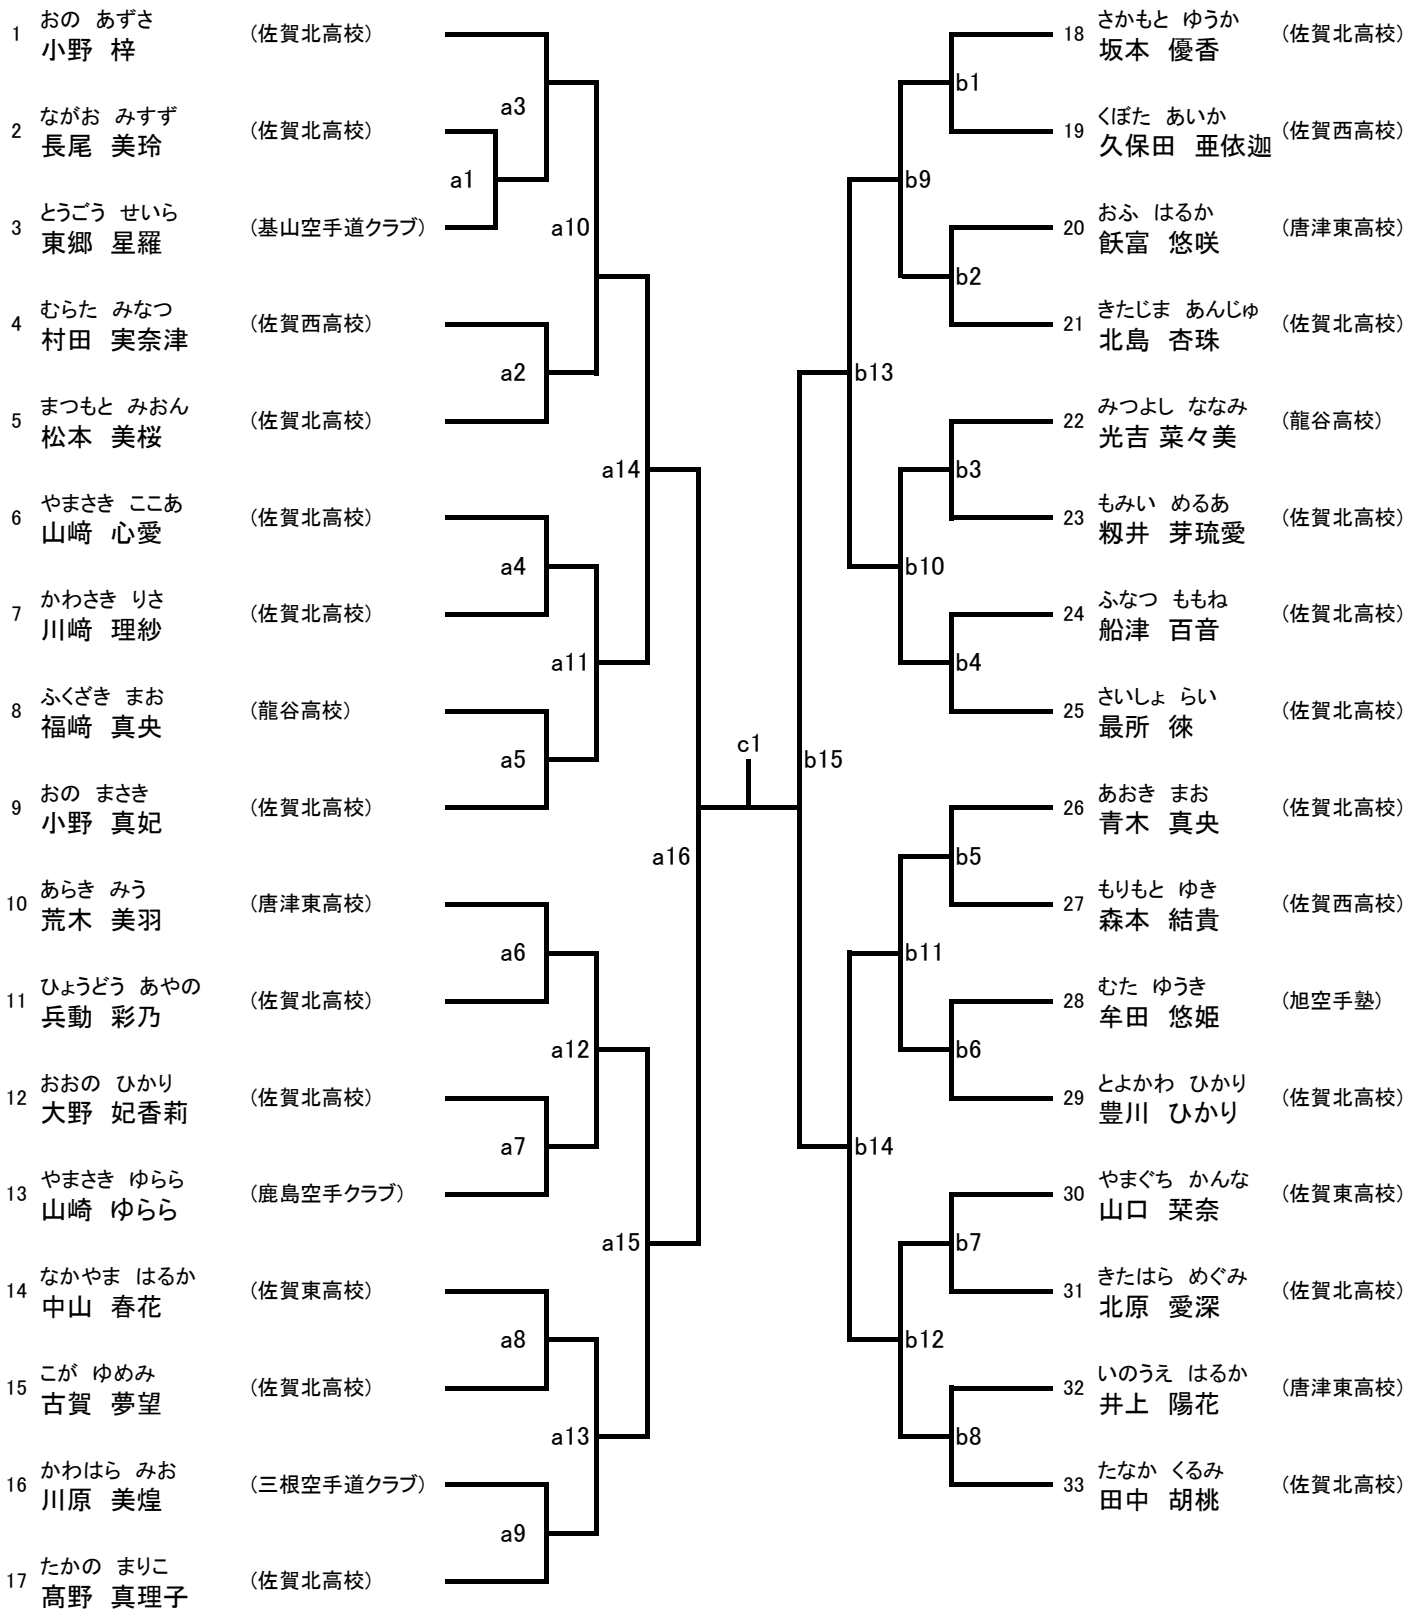 おの　あずさ
1 小野　梓 (佐賀北高校)
ながお　みすず
2 長尾　美玲 (佐賀北高校)
とうごう　せいら
3 東郷　星羅 (基山空手道クラブ)
むらた　みなつ
4 村田　実奈津 (佐賀西高校)
まつもと　みおん
5 松本　美桜 (佐賀北高校)
やまさき　ここあ
6 山﨑　心愛 (佐賀北高校)
かわさき　りさ
7 川﨑　理紗 (佐賀北高校)
ふくざき　まお
8 福﨑　真央 (龍谷高校)
おの　まさき
9 小野　真妃 (佐賀北高校)
あらき　みう
10 荒木　美羽 (唐津東高校)
ひょうどう　あやの
11 兵動　彩乃 (佐賀北高校)
おおの　ひかり
12 大野　妃香莉 (佐賀北高校)
やまさき　ゆらら
13 山崎　ゆらら (鹿島空手クラブ)
なかやま　はるか
14 中山　春花 (佐賀東高校)
こが　ゆめみ
15 古賀　夢望 (佐賀北高校)
かわはら　みお
16 川原　美煌 (三根空手道クラブ)
たかの　まりこ
17 髙野　真理子 (佐賀北高校)
a3
a1
a10
a2
a14
a4
a11
a5
a16
a6
a12
a7
a15
a8
a13
a9
c1
b1
b9
b2
b13
b3
b10
b4
b15
b5
b11
b6
b14
b7
b12
b8
さかもと　ゆうか
18 坂本　優香 (佐賀北高校)
くぼた　あいか
19 久保田　亜依迦 (佐賀西高校)
おふ　はるか
20 飫富　悠咲 (唐津東高校)
きたじま　あんじゅ
21 北島　杏珠 (佐賀北高校)
みつよし　ななみ
22 光吉　菜々美 (龍谷高校)
もみい　めるあ
23 籾井　芽琉愛 (佐賀北高校)
ふなつ　ももね
24 船津　百音 (佐賀北高校)
さいしょ　らい
25 最所　徠 (佐賀北高校)
あおき　まお
26 青木　真央 (佐賀北高校)
もりもと　ゆき
27 森本　結貴 (佐賀西高校)
むた　ゆうき
28 牟田　悠姫 (旭空手塾)
とよかわ　ひかり
29 豊川　ひかり (佐賀北高校)
やまぐち　かんな
30 山口　栞奈 (佐賀東高校)
きたはら　めぐみ
31 北原　愛深 (佐賀北高校)
いのうえ　はるか
32 井上　陽花 (唐津東高校)
たなか　くるみ
33 田中　胡桃 (佐賀北高校)